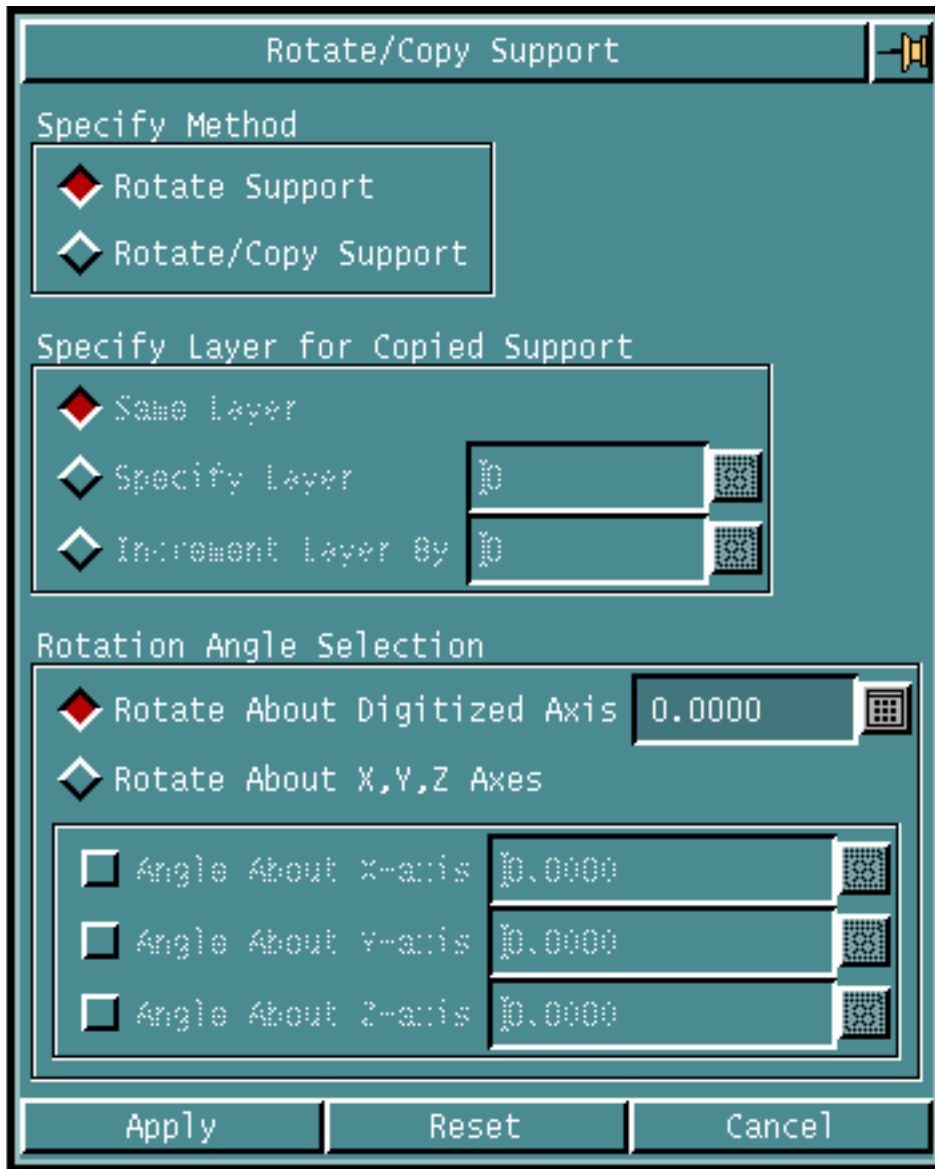 Rotate/Copy Support
Specify Method
Rotate Support
Rotate/Copy Support
Specify Layer for Copied Support
Same Layer
Specify Layer 0
Increment Layer By 0
Rotation Angle Selection
Rotate About Digitized Axis 0.0000
Rotate About X,Y,Z Axes
Angle About X-axis 0.0000
Angle About Y-axis 0.0000
Angle About Z-axis 0.0000
Apply Reset Cancel